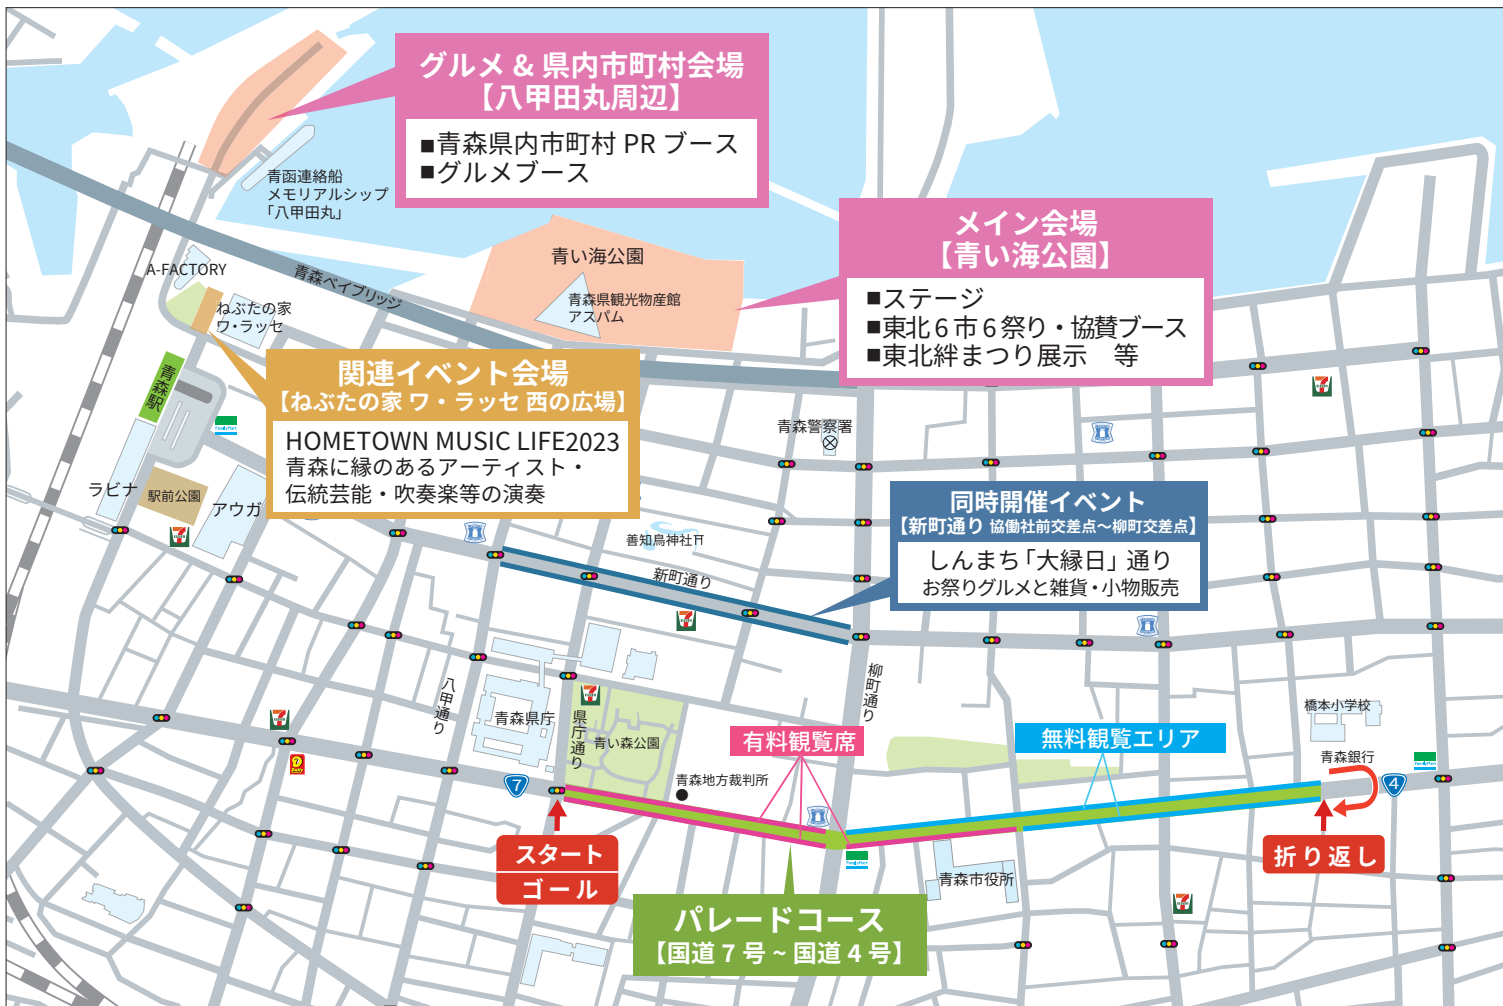 グルメ & 県内市町村会場
【八甲田丸周辺】
■青森県内市町村 PR ブース
■グルメブース
青函連絡船
メモリアルシップ
「八甲田丸」
メイン会場
【青い海公園】
■ステージ
■東北6市6祭り・協賛ブース
■東北絆まつり展示 等
青い海公園
青森県観光物産館
アスパム
A-FACTORY
青森ベイブリッジ
ねぶたの家
ワ・ラッセ
関連イベント会場
【ねぶたの家 ワ・ラッセ 西の広場】
HOMETOWN MUSIC LIFE2023
青森に縁のあるアーティスト・
伝統芸能・吹奏楽等の演奏
青森駅
FamilyMart
ラビナ
駅前公園
アウガ
青森警察署
同時開催イベント
【新町通り 協働社前交差点～柳町交差点】
しんまち「大縁日」通り
お祭りグルメと雑貨・小物販売
善知鳥神社
新町通り
柳町通り
八甲通り
青森県庁
県庁通り
青い森公園
有料観覧席
無料観覧エリア
橋本小学校
青森銀行
青森地方裁判所
7
4
スタート
ゴール
折り返し
青森市役所
FamilyMart
FamilyMart
パレードコース
【国道7号~国道4号】